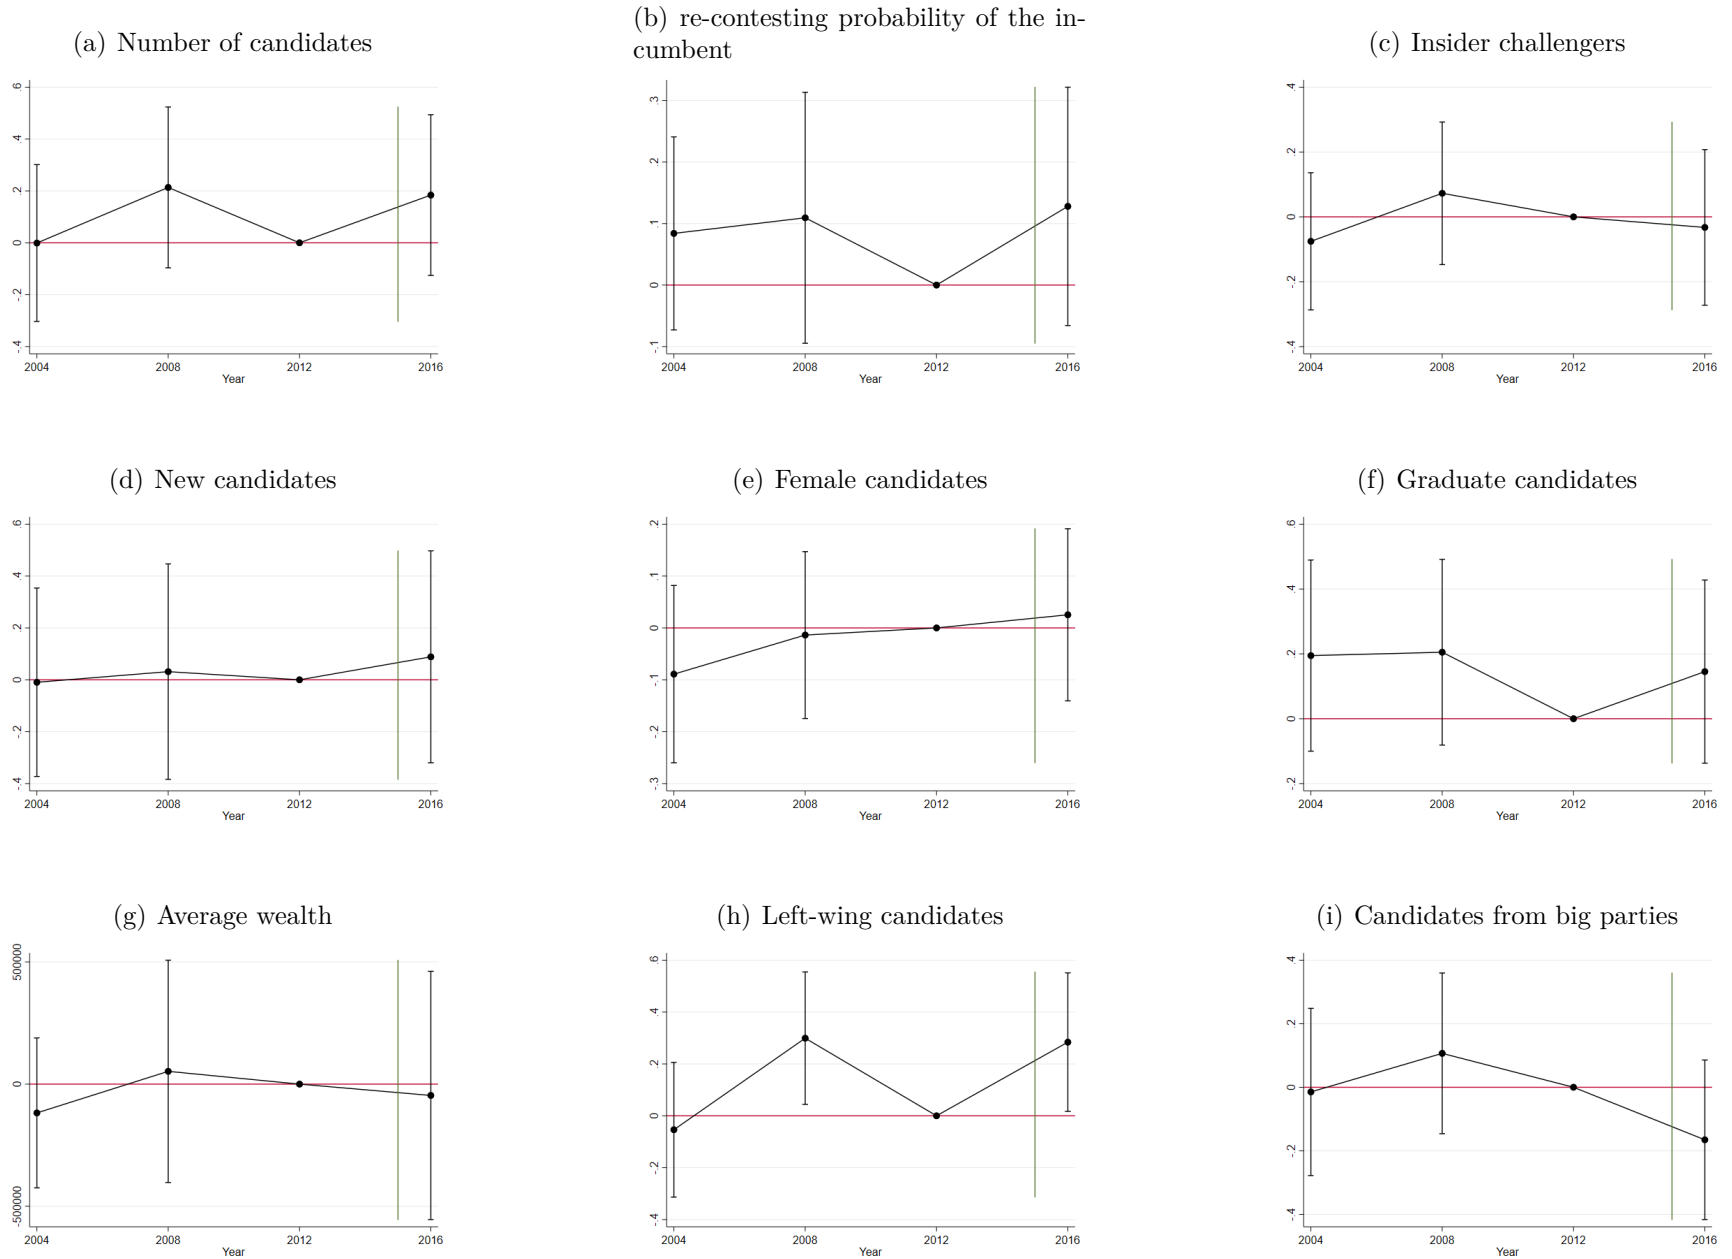 (a) Number of candidates
.6
.4
.2
0
-.2
-.4
2004 2008 2012 2016
Year
(b) re-contesting probability of the in-
cumbent
.3
.2
.1
0
-.1
2004 2008 2012 2016
Year
(c) Insider challengers
.4
.2
0
-.2
-.4
2004 2008 2012 2016
Year
(d) New candidates
.6
.4
.2
0
-.2
-.4
2004 2008 2012 2016
Year
(e) Female candidates
.2
.1
0
-.1
-.2
-.3
2004 2008 2012 2016
Year
(f) Graduate candidates
.6
.4
.2
0
-.2
2004 2008 2012 2016
Year
(g) Average wealth
500000
0
-500000
2004 2008 2012 2016
Year
(h) Left-wing candidates
.6
.4
.2
0
-.2
-.4
2004 2008 2012 2016
Year
(i) Candidates from big parties
.4
.2
0
-.2
-.4
2004 2008 2012 2016
Year